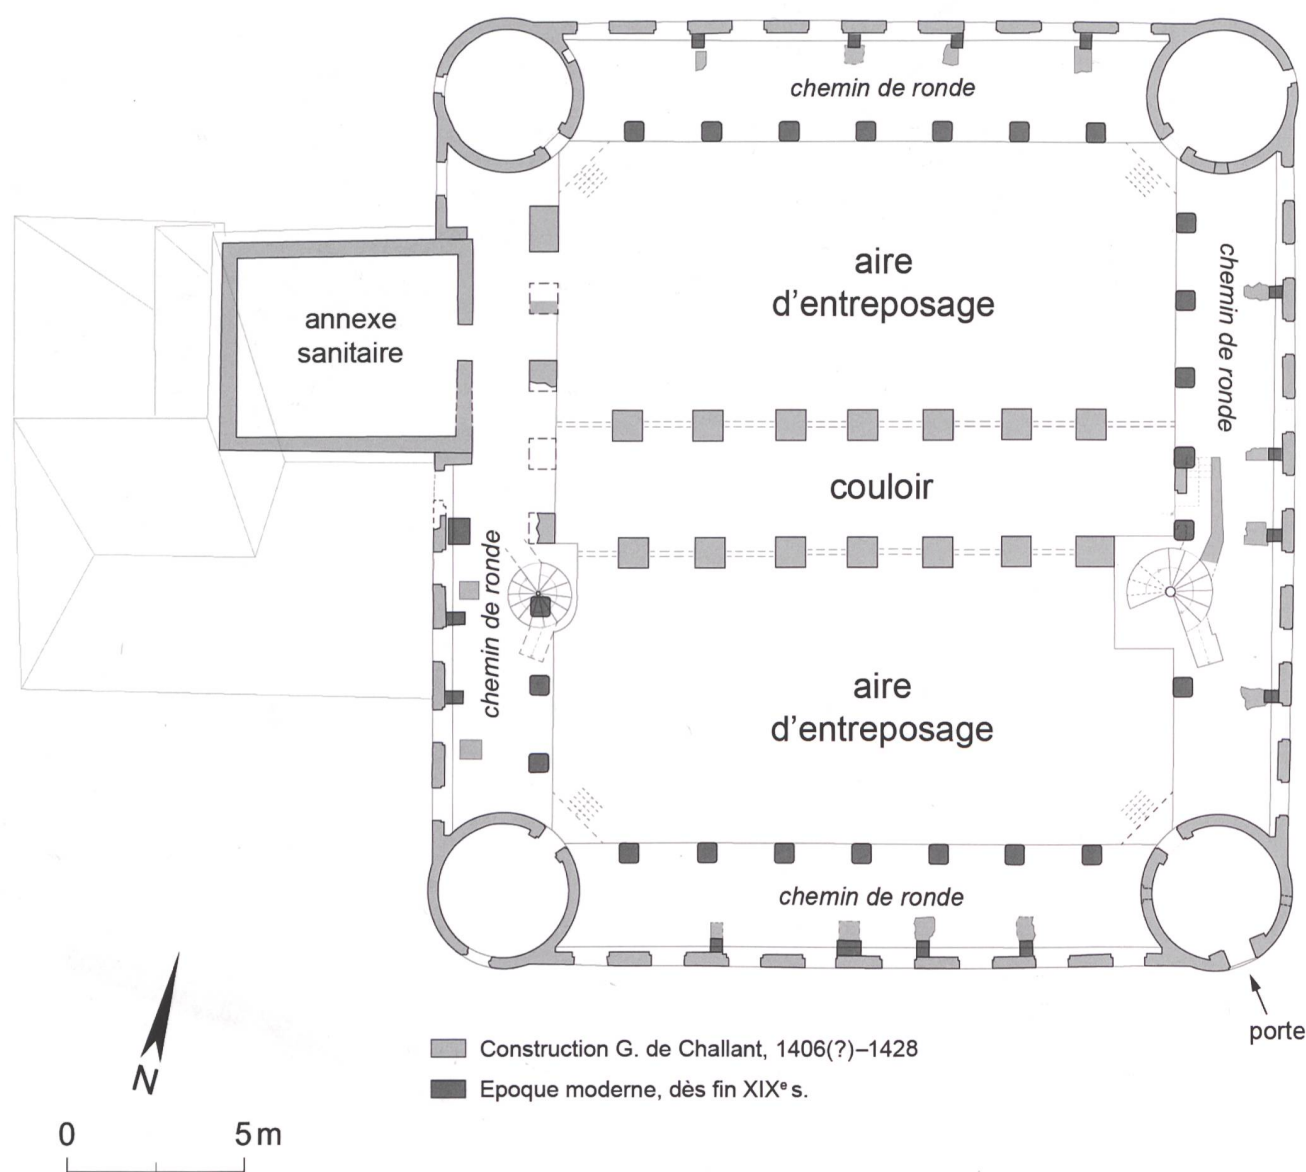 chemin de ronde
aire
d'entreposage
chemin de ronde
annexe
sanitaire
couloir
chemin de ronde
aire
d'entreposage
chemin de ronde
porte
Construction G. de Challant, 1406(?)–1428
Epoque moderne, dès fin XIXe s.
N
0 5 m